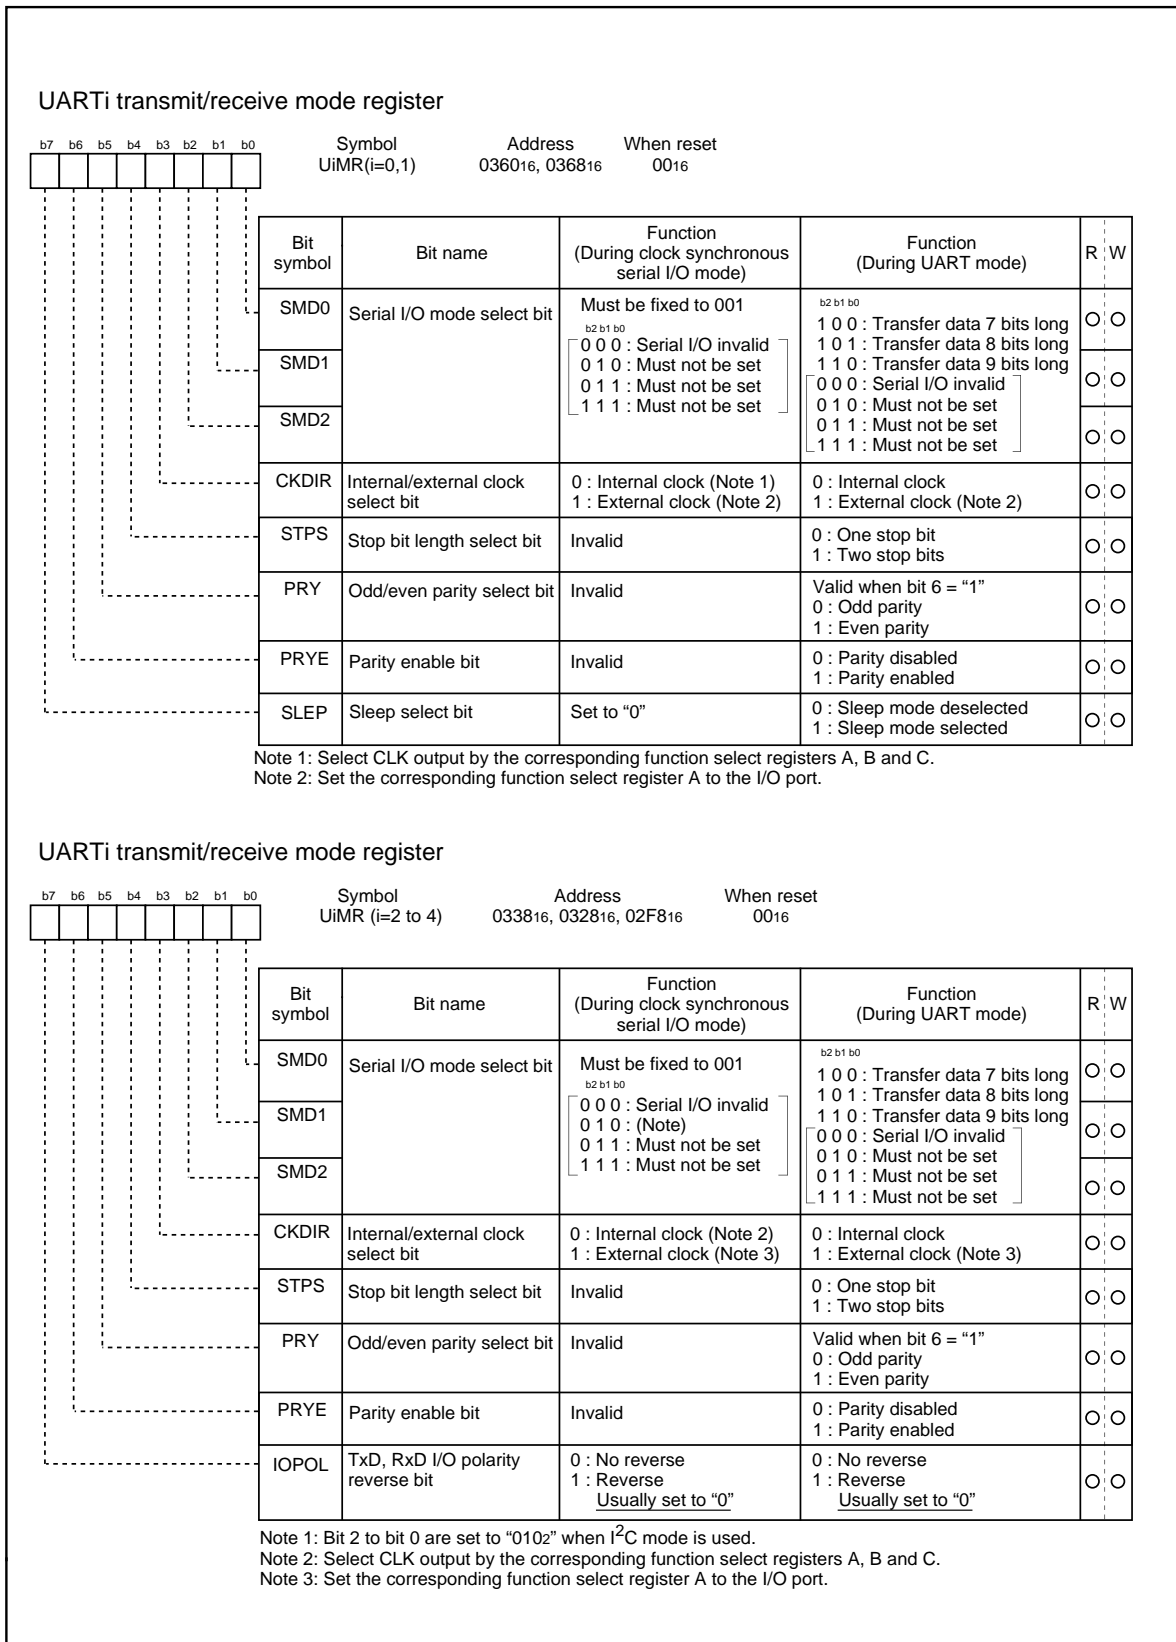 UARTi transmit/receive mode register
b7 b6 b5 b4 b3 b2 b1 b0
Symbol Address When reset
UiMR(i=0,1) 036016, 036816 0016
Bit symbol Bit name Function (During clock synchronous serial I/O mode) Function (During UART mode) R W
SMD0 Serial I/O mode select bit
SMD1
SMD2
Must be fixed to 001
b2 b1 b0
0 0 0 : Serial I/O invalid
0 1 0 : Must not be set
0 1 1 : Must not be set
1 1 1 : Must not be set
b2 b1 b0
1 0 0 : Transfer data 7 bits long
1 0 1 : Transfer data 8 bits long
1 1 0 : Transfer data 9 bits long
0 0 0 : Serial I/O invalid
0 1 0 : Must not be set
0 1 1 : Must not be set
1 1 1 : Must not be set
CKDIR Internal/external clock select bit
0 : Internal clock (Note 1)
1 : External clock (Note 2)
0 : Internal clock
1 : External clock (Note 2)
STPS Stop bit length select bit Invalid
0 : One stop bit
1 : Two stop bits
PRY Odd/even parity select bit Invalid
Valid when bit 6 = “1”
0 : Odd parity
1 : Even parity
PRYE Parity enable bit Invalid
0 : Parity disabled
1 : Parity enabled
SLEP Sleep select bit Set to “0”
0 : Sleep mode deselected
1 : Sleep mode selected
Note 1: Select CLK output by the corresponding function select registers A, B and C.
Note 2: Set the corresponding function select register A to the I/O port.
UARTi transmit/receive mode register
b7 b6 b5 b4 b3 b2 b1 b0
Symbol Address When reset
UiMR (i=2 to 4) 033816, 032816, 02F816 0016
Bit symbol Bit name Function (During clock synchronous serial I/O mode) Function (During UART mode) R W
SMD0 Serial I/O mode select bit
SMD1
SMD2
Must be fixed to 001
b2 b1 b0
0 0 0 : Serial I/O invalid
0 1 0 : (Note)
0 1 1 : Must not be set
1 1 1 : Must not be set
b2 b1 b0
1 0 0 : Transfer data 7 bits long
1 0 1 : Transfer data 8 bits long
1 1 0 : Transfer data 9 bits long
0 0 0 : Serial I/O invalid
0 1 0 : Must not be set
0 1 1 : Must not be set
1 1 1 : Must not be set
CKDIR Internal/external clock select bit
0 : Internal clock (Note 2)
1 : External clock (Note 3)
0 : Internal clock
1 : External clock (Note 3)
STPS Stop bit length select bit Invalid
0 : One stop bit
1 : Two stop bits
PRY Odd/even parity select bit Invalid
Valid when bit 6 = “1”
0 : Odd parity
1 : Even parity
PRYE Parity enable bit Invalid
0 : Parity disabled
1 : Parity enabled
IOPOL TxD, RxD I/O polarity reverse bit
0 : No reverse
1 : Reverse
Usually set to “0”
0 : No reverse
1 : Reverse
Usually set to “0”
Note 1: Bit 2 to bit 0 are set to “0102” when I2C mode is used.
Note 2: Select CLK output by the corresponding function select registers A, B and C.
Note 3: Set the corresponding function select register A to the I/O port.